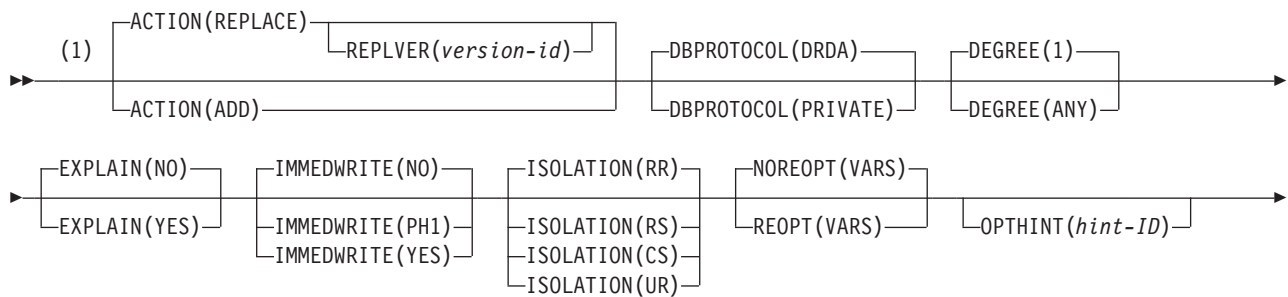 ACTION(REPLACE)
(1) REPLVER(version-id) DBPROTOCOL(DRDA) DEGREE(1)
ACTION(ADD) DBPROTOCOL(PRIVATE) DEGREE(ANY)
EXPLAIN(NO) IMMEDWRITE(NO) ISOLATION(RR) NOREOPT(VARS)
EXPLAIN(YES) IMMEDWRITE(PH1) ISOLATION(RS) REOPT(VARS) OPTHINT(hint-ID)
IMMEDWRITE(YES) ISOLATION(CS)
ISOLATION(UR)